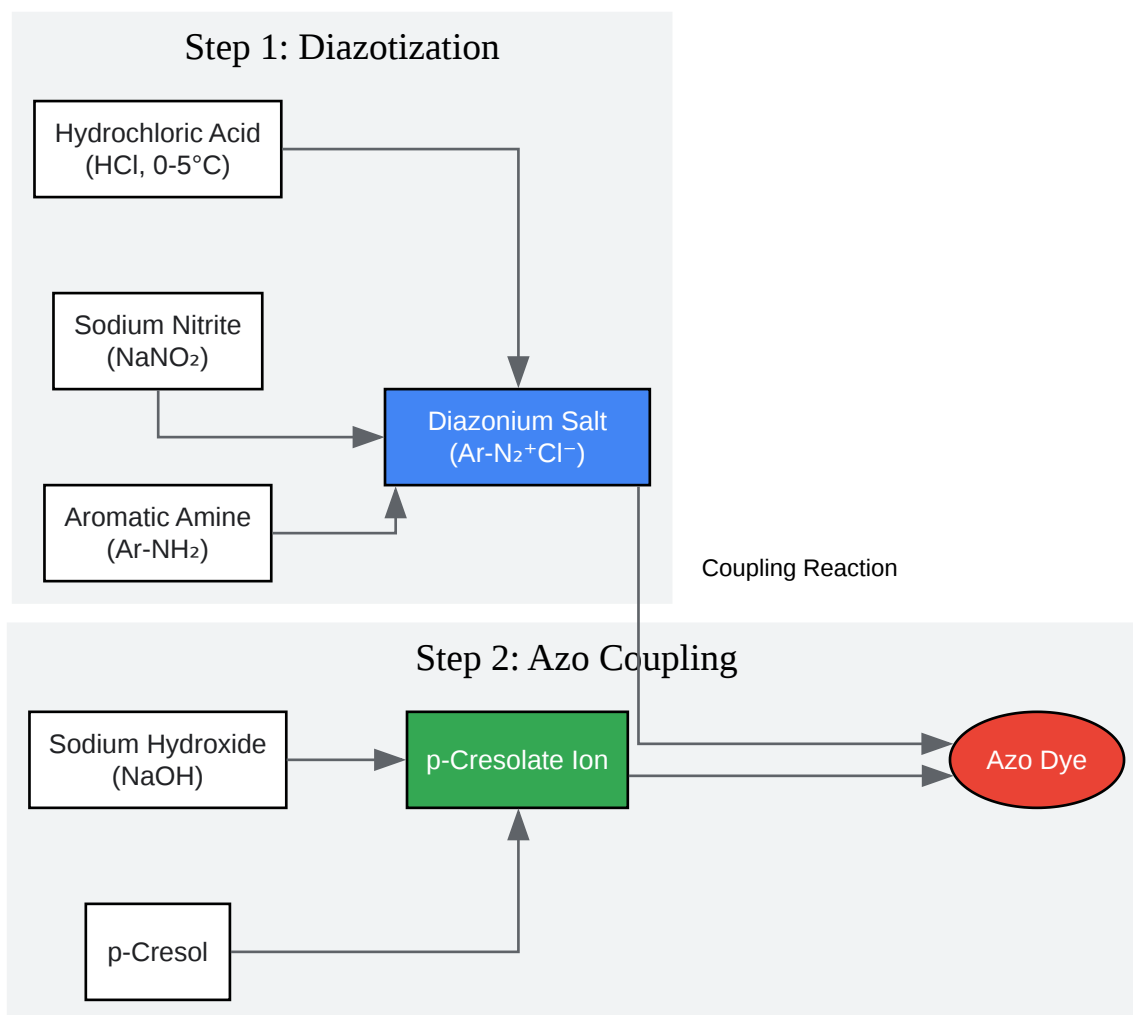 Step 1: Diazotization
Hydrochloric Acid
(HCl, 0-5°C)
Sodium Nitrite
(NaNO₂)
Diazonium Salt
(Ar-N₂⁺Cl⁻)
Aromatic Amine
(Ar-NH₂)
Coupling Reaction
Step 2: Azo Coupling
Sodium Hydroxide
(NaOH)
p-Cresolate Ion
Azo Dye
p-Cresol